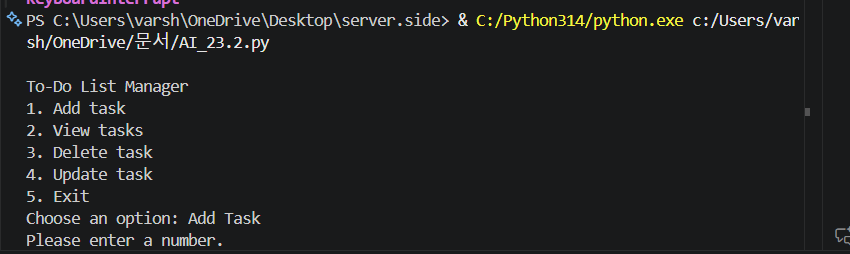 KeyboardInterrupt
PS C:\Users\varsh\OneDrive\Desktop\server.side> & C:/Python314/python.exe c:/Users/var
sh/OneDrive/문서/AI_23.2.py
To-Do List Manager
1. Add task
2. View tasks
3. Delete task
4. Update task
5. Exit
Choose an option: Add Task
Please enter a number.